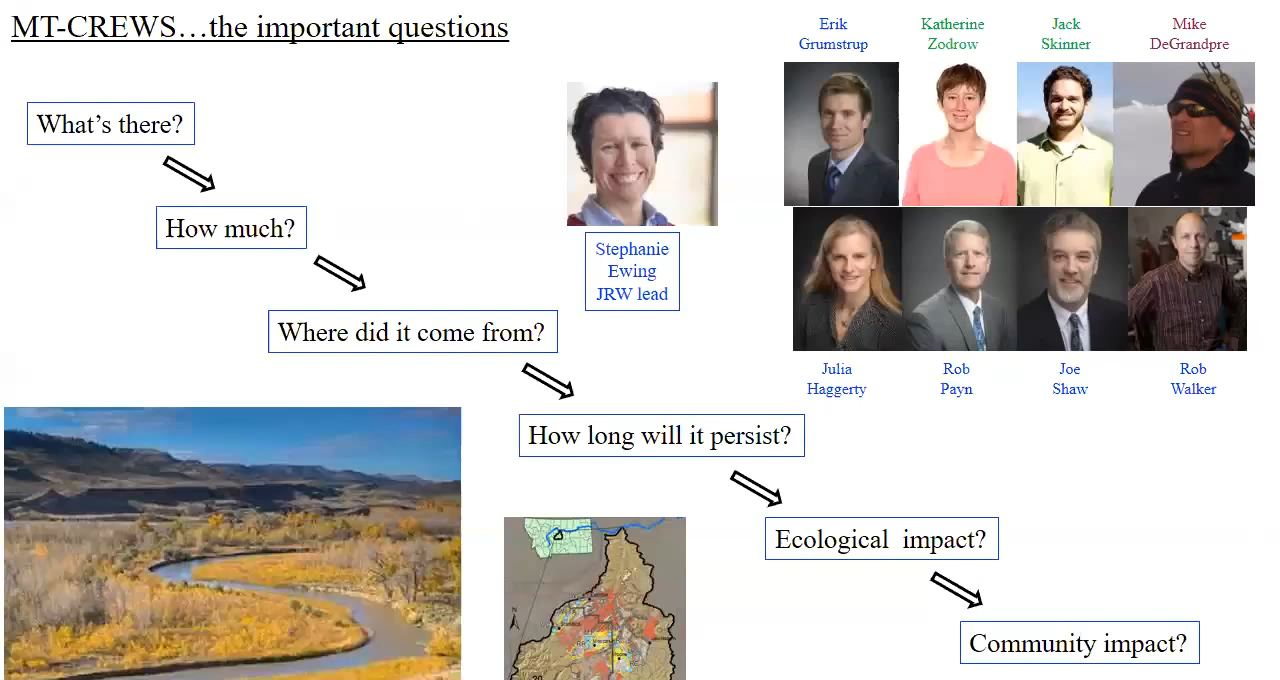 MT-CREWS…the important questions
What's there?
How much?
Where did it come from?
How long will it persist?
Ecological  impact?
Community impact?
Stephanie
Ewing
JRW lead
Erik
Grumstrup
Katherine
Zodrow
Jack
Skinner
Mike
DeGrandpre
Julia
Haggerty
Rob
Payn
Joe
Shaw
Rob
Walker
N
20